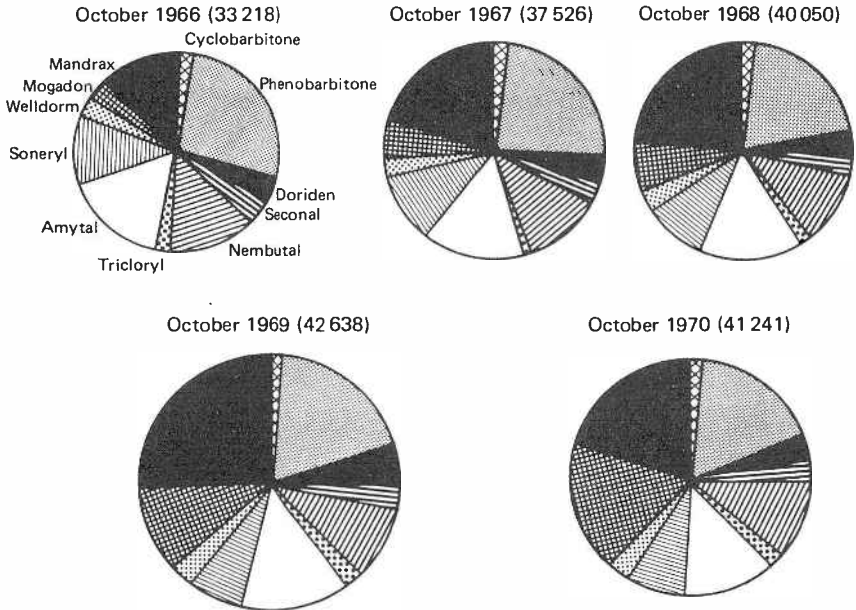 October 1966 (33 218)
October 1967 (37 526)
October 1968 (40 050)
Cyclobarbitone
Mandrax
Phenobarbitone
Mogadon
Welldorm
Soneryl
Doriden
Seconal
Amytal
Nembutal
Tricloryl
October 1969 (42 638)
October 1970 (41 241)